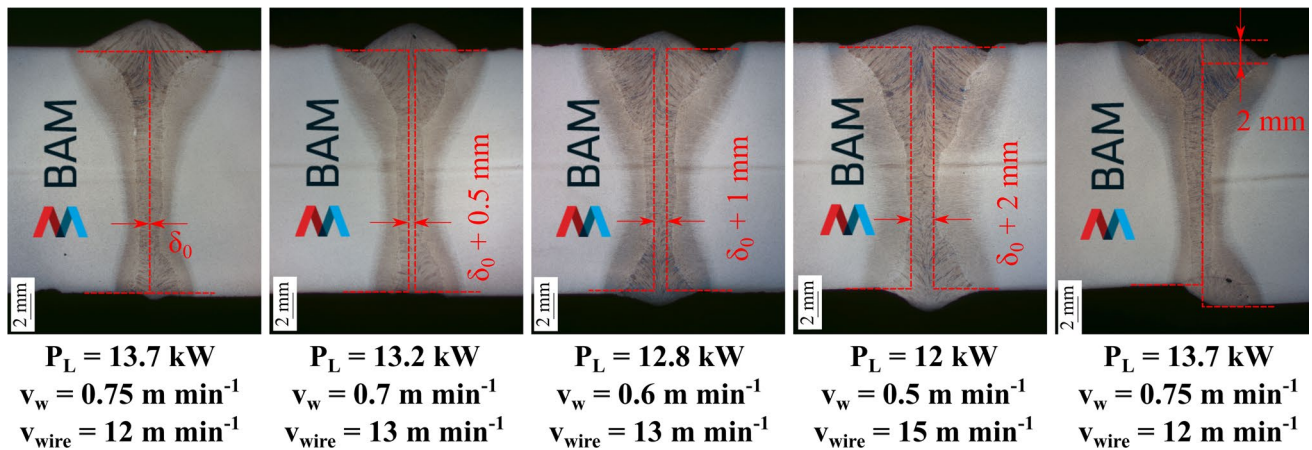 BAM
δ₀
2 mm
BAM
δ₀ + 0.5 mm
2 mm
BAM
δ₀ + 1 mm
2 mm
BAM
δ₀ + 2 mm
2 mm
BAM
2 mm
2 mm
P_L = 13.7 kW
v_w = 0.75 m min⁻¹
v_wire = 12 m min⁻¹
P_L = 13.2 kW
v_w = 0.7 m min⁻¹
v_wire = 13 m min⁻¹
P_L = 12.8 kW
v_w = 0.6 m min⁻¹
v_wire = 13 m min⁻¹
P_L = 12 kW
v_w = 0.5 m min⁻¹
v_wire = 15 m min⁻¹
P_L = 13.7 kW
v_w = 0.75 m min⁻¹
v_wire = 12 m min⁻¹